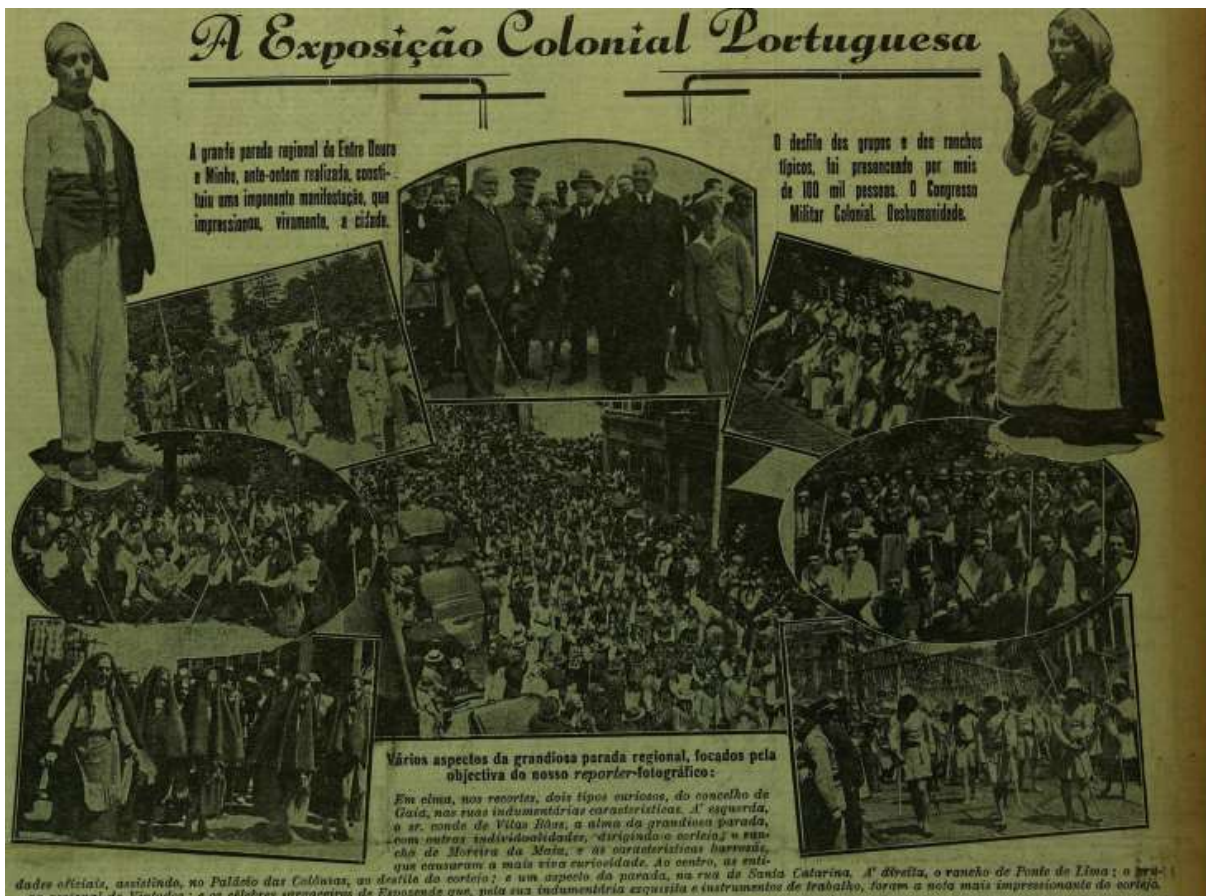 A Exposição Colonial Portuguesa
A grande parada regional de Entre Douro
e Minho, ante-ontem realizada, consti-
tuiu uma imponente manifestação, que
impressionou, vivamente, a cidade.
O desfile dos grupos e dos ranchos
típicos, foi presenceado por mais
de 100 mil pessoas. O Congresso
Militar Colonial. Deshumanidade.
Vários aspectos da grandiosa parada regional, focados pela
objectiva do nosso reporter-fotográfico:
Em cima, nos recortes, dois tipos curiosos, do concelho de
Gaia, nas suas indumentárias características. A' esquerda,
o sr. conde de Vilas Bôas, a alma da grandiosa parada,
com outras individualidades, dirigindo o cortejo; o ran-
cho de Moreira da Maia, e as características barrosãs,
que causaram a mais viva curiosidade. Ao centro, as enti-
dades oficiais, assistindo, no Palácio das Colónias, ao desfile do cortejo; e um aspecto da parada, na rua de Santa Catarina. A' direita, o rancho de Ponte de Lima; o
e os célebres sargaceiros de Espozende que, pela sua indumentária esquisita e instrumentos de trabalho, foram a nota mais impressionante do cortejo